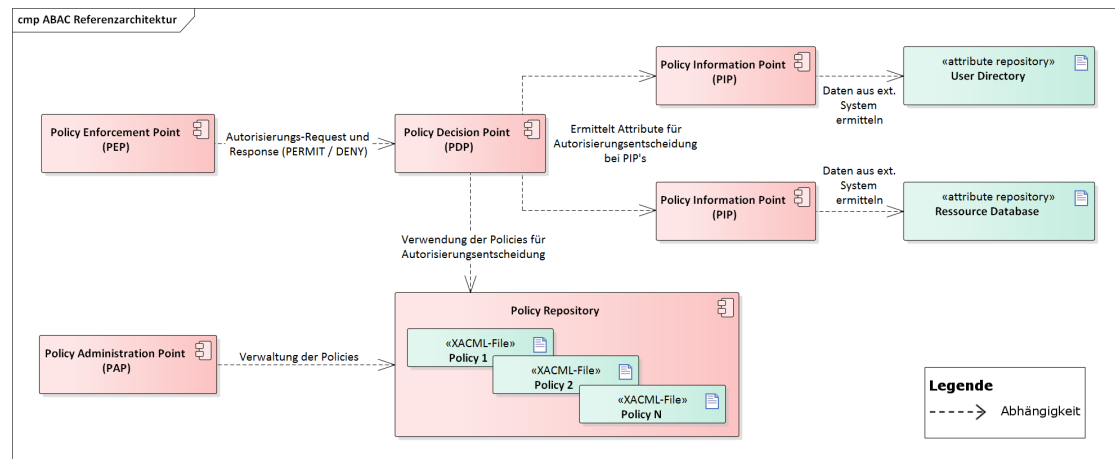 cmp ABAC Referenzarchitektur
Policy Enforcement Point
(PEP)
Autorisierungs-Request und
Response (PERMIT / DENY)
Policy Decision Point
(PDP)
Ermittelt Attribute für
Autorisierungsentscheidung
bei PIP's
Policy Information Point
(PIP)
Daten aus ext.
System
ermitteln
«attribute repository»
User Directory
Policy Information Point
(PIP)
Daten aus ext.
System
ermitteln
«attribute repository»
Ressource Database
Verwendung der Policies für
Autorisierungsentscheidung
Policy Administration Point
(PAP)
Verwaltung der Policies
Policy Repository
«XACML-File»
Policy 1
«XACML-File»
Policy 2
«XACML-File»
Policy N
Legende
Abhängigkeit